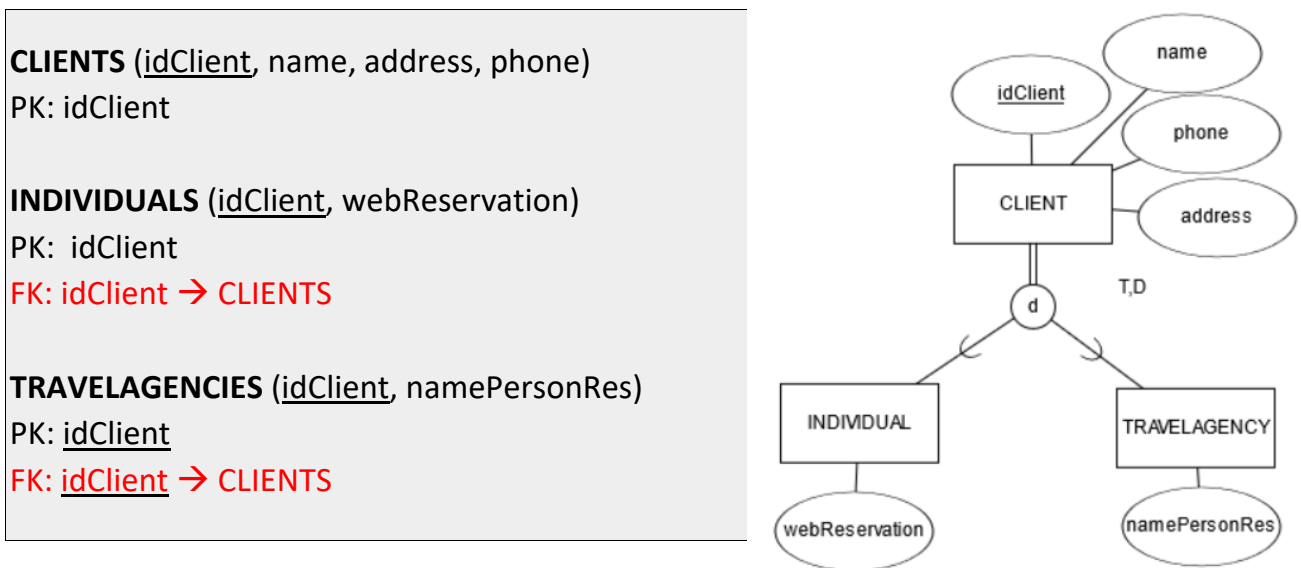 CLIENTS (idClient, name, address, phone)
PK: idClient
INDIVIDUALS (idClient, webReservation)
PK: idClient
FK: idClient → CLIENTS
TRAVELAGENCIES (idClient, namePersonRes)
PK: idClient
FK: idClient → CLIENTS
name
idClient
phone
CLIENT
address
T,D
d
INDIVIDUAL
TRAVELAGENCY
webReservation
namePersonRes